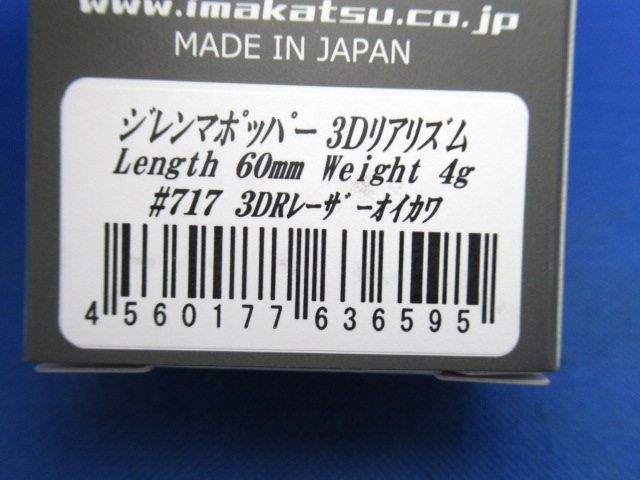 www.imakatsu.co.jp
MADE IN JAPAN
ジレンマポッパー 3Dリアリズム
Length 60mm Weight 4g
#717 3DRレーザーオイカワ
4 560177 636595